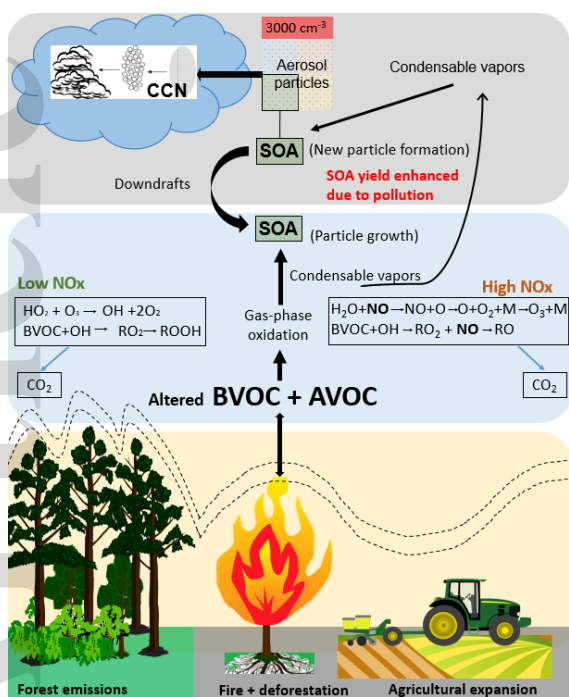 3000 cm⁻³
Aerosol
particles
CCN
Condensable vapors
SOA (New particle formation)
SOA yield enhanced
due to pollution
Downdrafts
SOA (Particle growth)
Condensable vapors
Low NOx
HO₂ + O₃ → OH +2O₂
BVOC+OH → RO₂→ ROOH
Gas-phase
oxidation
High NOx
H₂O+NO→NO+O→O+O₂+M→O₃+M
BVOC+OH→RO₂ + NO→RO
CO₂
CO₂
Altered BVOC + AVOC
Forest emissions
Fire + deforestation
Agricultural expansion